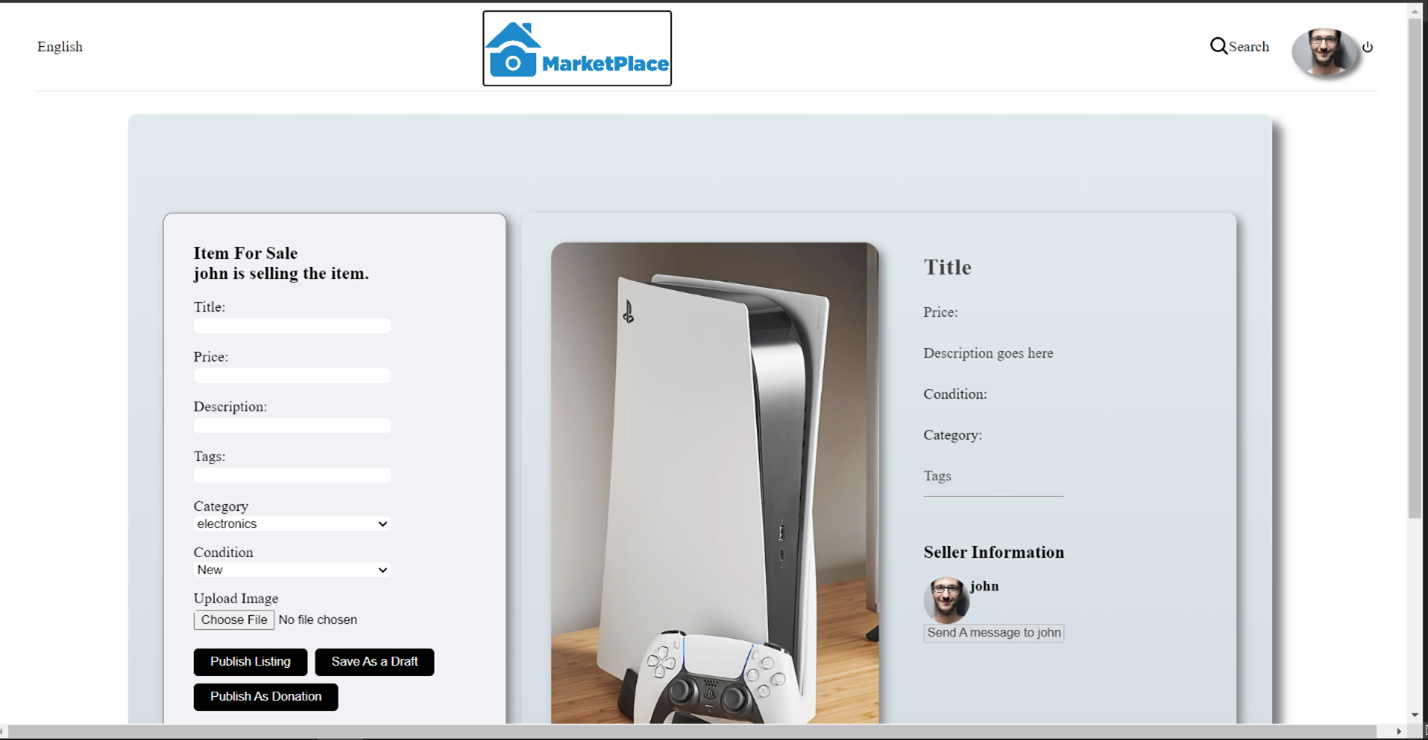 English
MarketPlace
Search
Item For Sale
john is selling the item.
Title:
Price:
Description:
Tags:
Category
electronics
Condition
New
Upload Image
Choose File No file chosen
Publish Listing Save As a Draft
Publish As Donation
Title
Price:
Description goes here
Condition:
Category:
Tags
Seller Information
john
Send A message to john